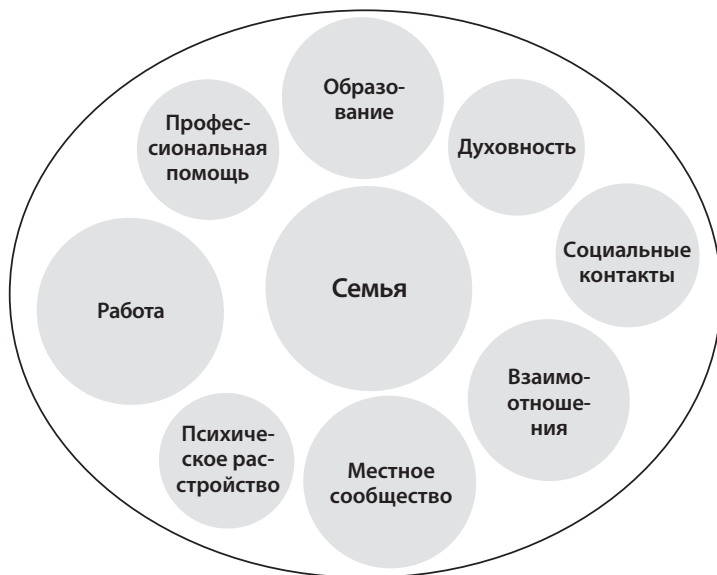 Образо-
вание
Профес-
сиональная
помощь
Духовность
Социальные
контакты
Семья
Работа
Взаимо-
отноше-
ния
Психиче-
ское рас-
стройство
Местное
сообщество